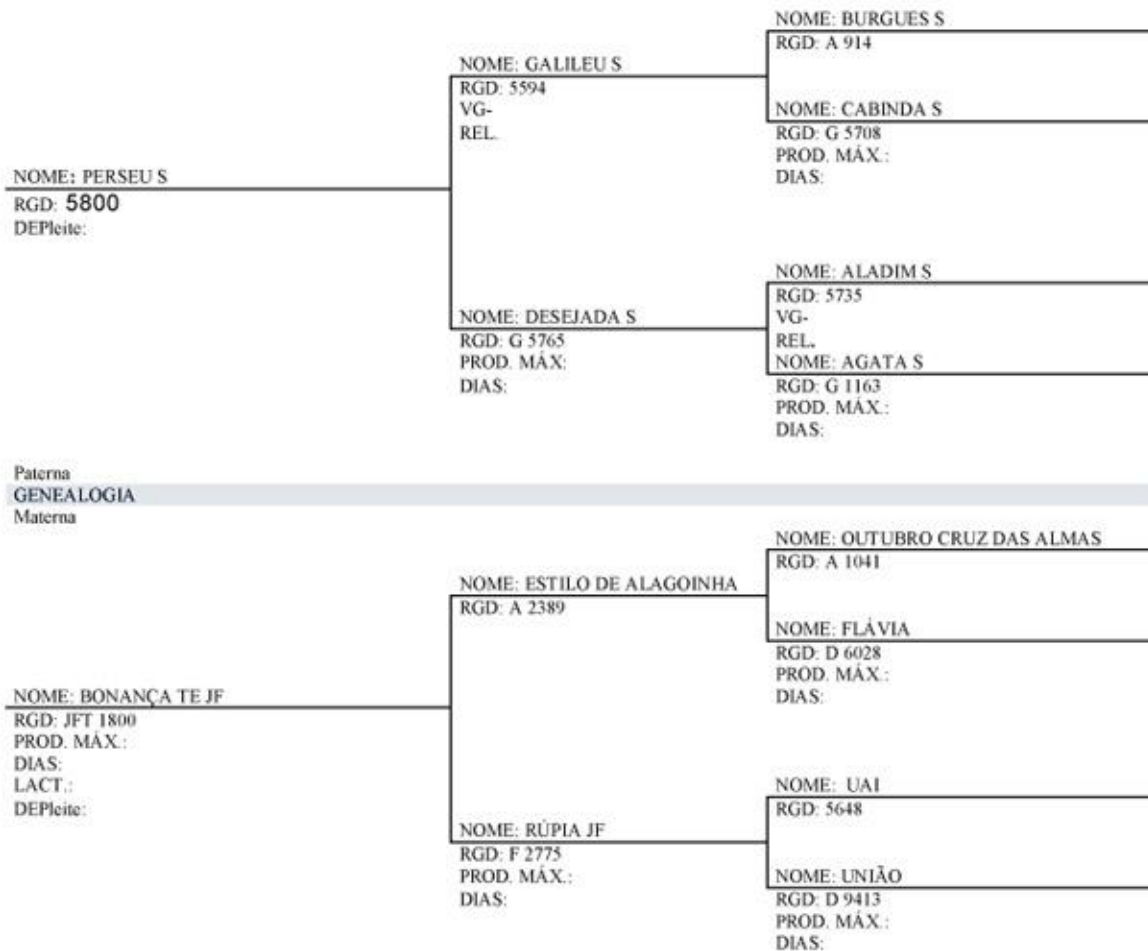 NOME: BURGUES S
RGD: A 914
NOME: GALILEU S
RGD: 5594
VG-
REL.
NOME: CABINDA S
RGD: G 5708
PROD. MÁX.:
DIAS:
NOME: PERSEU S
RGD: 5800
DEPleite:
NOME: ALADIM S
RGD: 5735
VG-
REL.
NOME: DESEJADA S
RGD: G 5765
PROD. MÁX:
DIAS:
NOME: AGATA S
RGD: G 1163
PROD. MÁX.:
DIAS:
Paterna
GENEALOGIA
Materna
NOME: OUTUBRO CRUZ DAS ALMAS
RGD: A 1041
NOME: ESTILO DE ALAGOINHA
RGD: A 2389
NOME: FLÁVIA
RGD: D 6028
PROD. MÁX.:
DIAS:
NOME: BONANÇA TE JF
RGD: JFT 1800
PROD. MÁX.:
DIAS:
LACT.:
DEPleite:
NOME: UAI
RGD: 5648
NOME: RÚPIA JF
RGD: F 2775
PROD. MÁX.:
DIAS:
NOME: UNIÃO
RGD: D 9413
PROD. MÁX.:
DIAS: